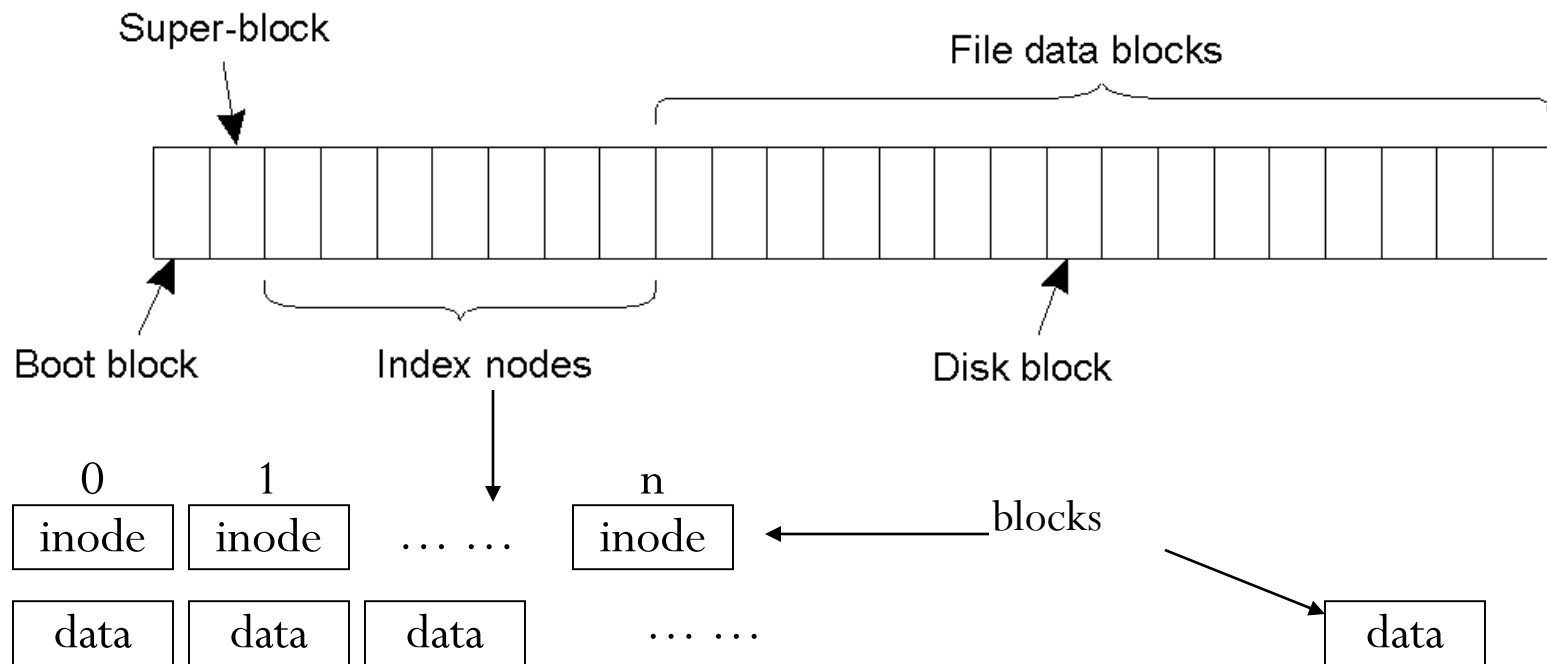 Super-block
File data blocks
Boot block
Index nodes
Disk block
0 1 n
inode inode … … inode
blocks
data data data … … data